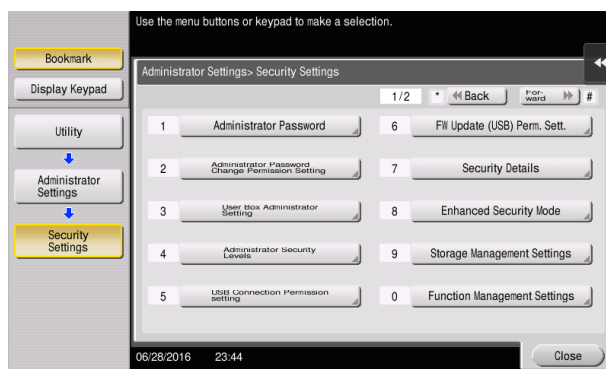 Use the menu buttons or keypad to make a selection.
Bookmark
Display Keypad
Utility
Administrator
Settings
Security
Settings
Administrator Settings> Security Settings
1/2 * Back For-
ward #
1 Administrator Password
2 Administrator Password
Change Permission Setting
3 User Box Administrator
Setting
4 Administrator Security
Levels
5 USB Connection Permission
setting
6 FW Update (USB) Perm. Sett.
7 Security Details
8 Enhanced Security Mode
9 Storage Management Settings
0 Function Management Settings
06/28/2016 23:44
Close